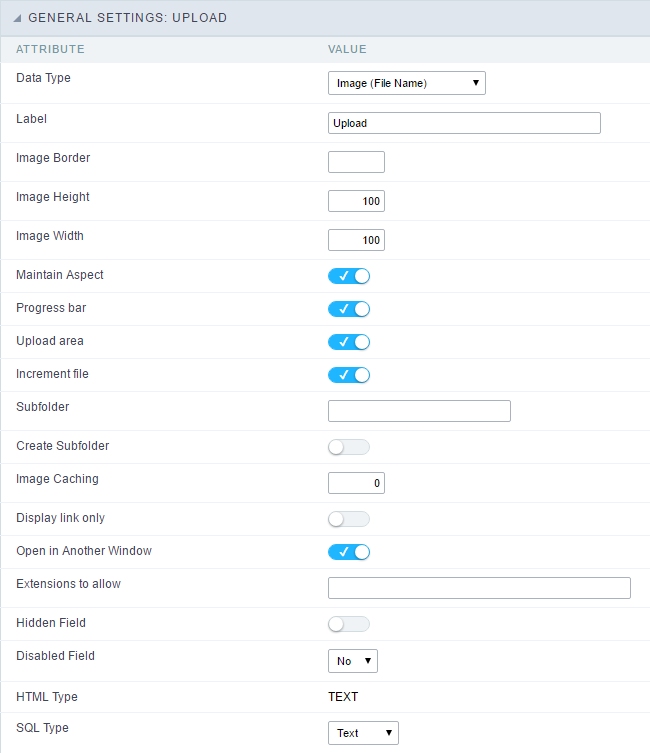 GENERAL SETTINGS: UPLOAD
ATTRIBUTE VALUE
Data Type Image (File Name)
Label Upload
Image Border
Image Height 100
Image Width 100
Maintain Aspect
Progress bar
Upload area
Increment file
Subfolder
Create Subfolder
Image Caching 0
Display link only
Open in Another Window
Extensions to allow
Hidden Field
Disabled Field No
HTML Type TEXT
SQL Type Text